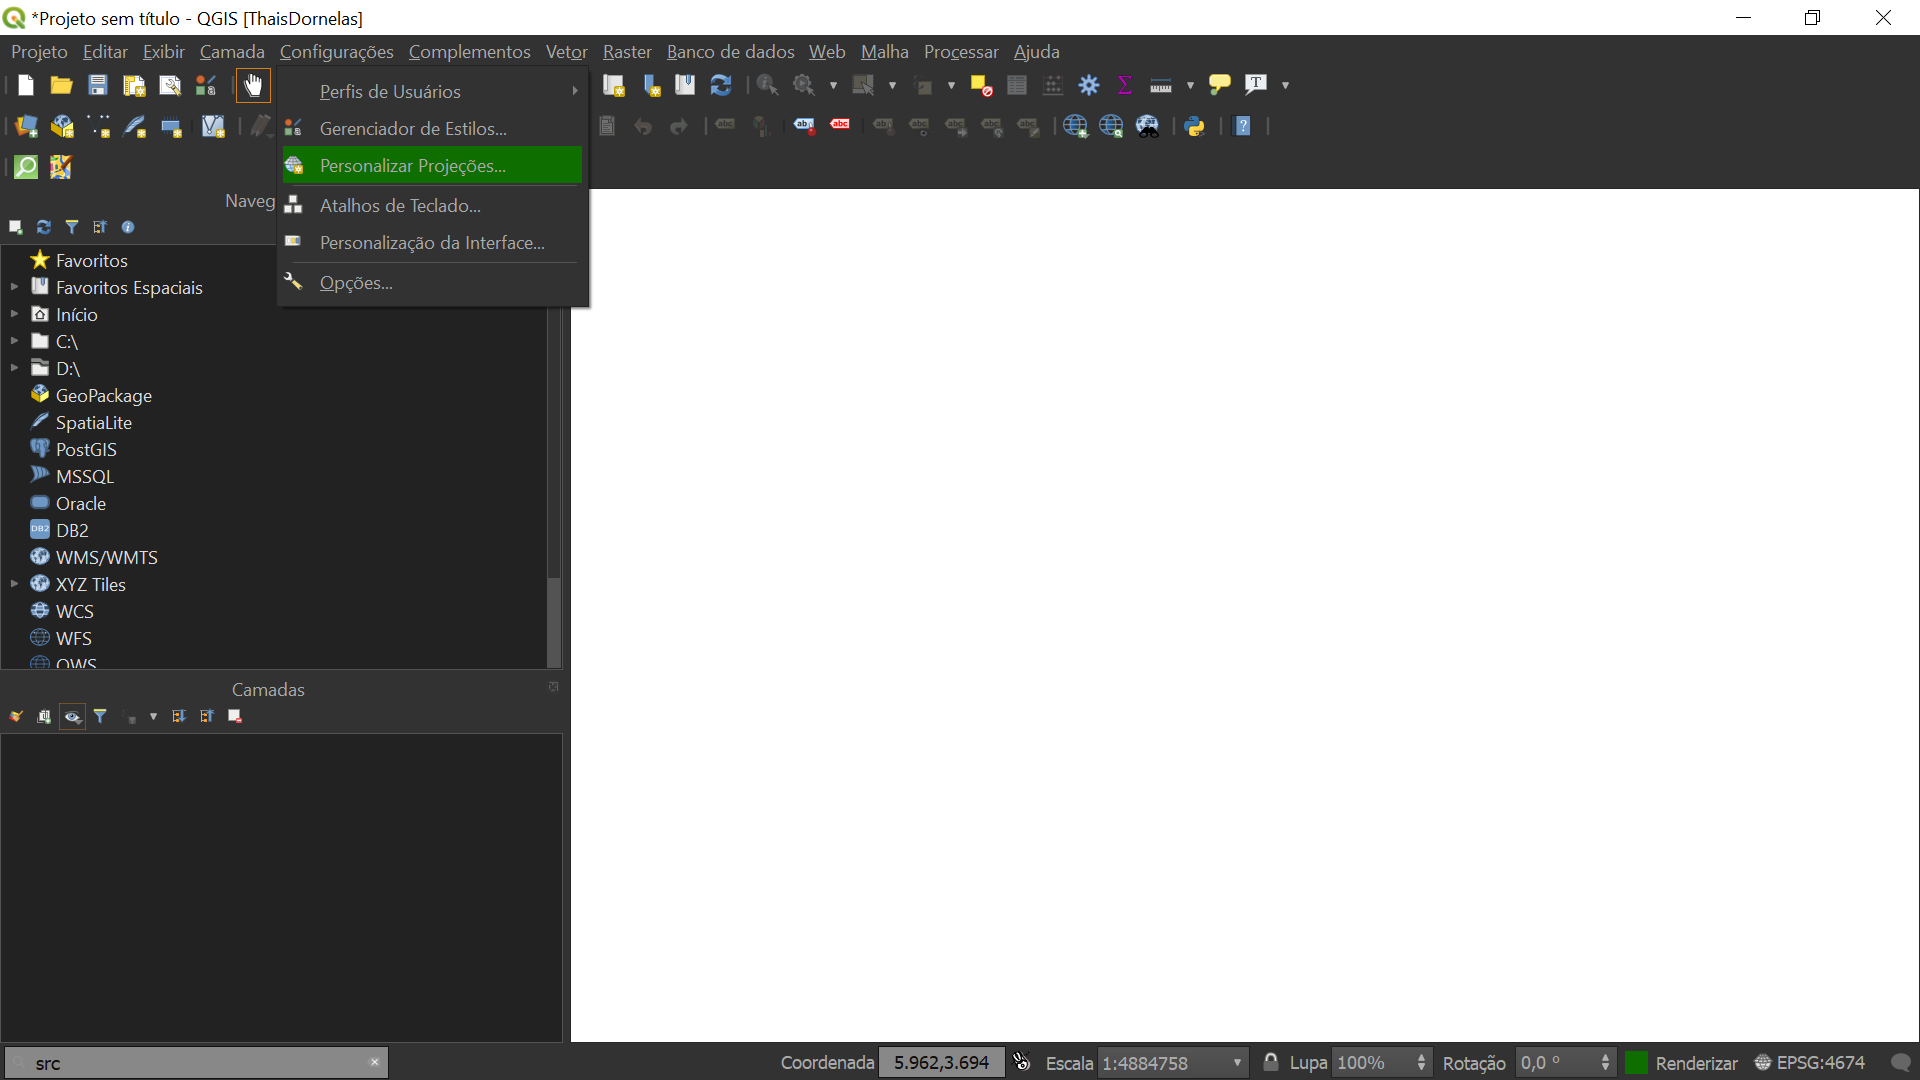 *Projeto sem título - QGIS [ThaisDornelas]
Projeto Editar Exibir Camada Configurações Complementos Vetor Raster Banco de dados Web Malha Processar Ajuda
Perfis de Usuários
Gerenciador de Estilos...
Personalizar Projeções...
Atalhos de Teclado...
Personalização da Interface...
Opções...
Naveg
Favoritos
Favoritos Espaciais
Início
C:\
D:\
GeoPackage
SpatiaLite
PostGIS
MSSQL
Oracle
DB2 DB2
WMS/WMTS
XYZ Tiles
WCS
WFS
OWS
Camadas
src
Coordenada 5.962,3.694 Escala 1:4884758 Lupa 100% Rotação 0,0 ° Renderizar EPSG:4674